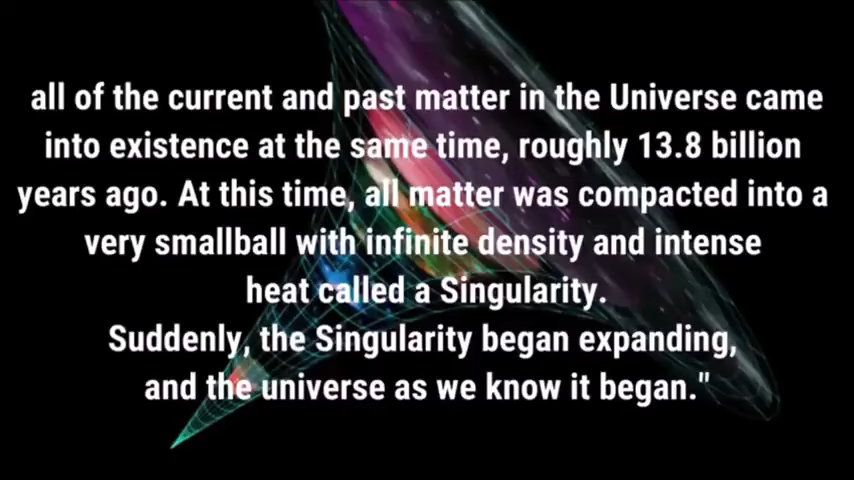 all of the current and past matter in the Universe came
into existence at the same time, roughly 13.8 billion
years ago. At this time, all matter was compacted into a
very smallball with infinite density and intense
heat called a Singularity.
Suddenly, the Singularity began expanding,
and the universe as we know it began."